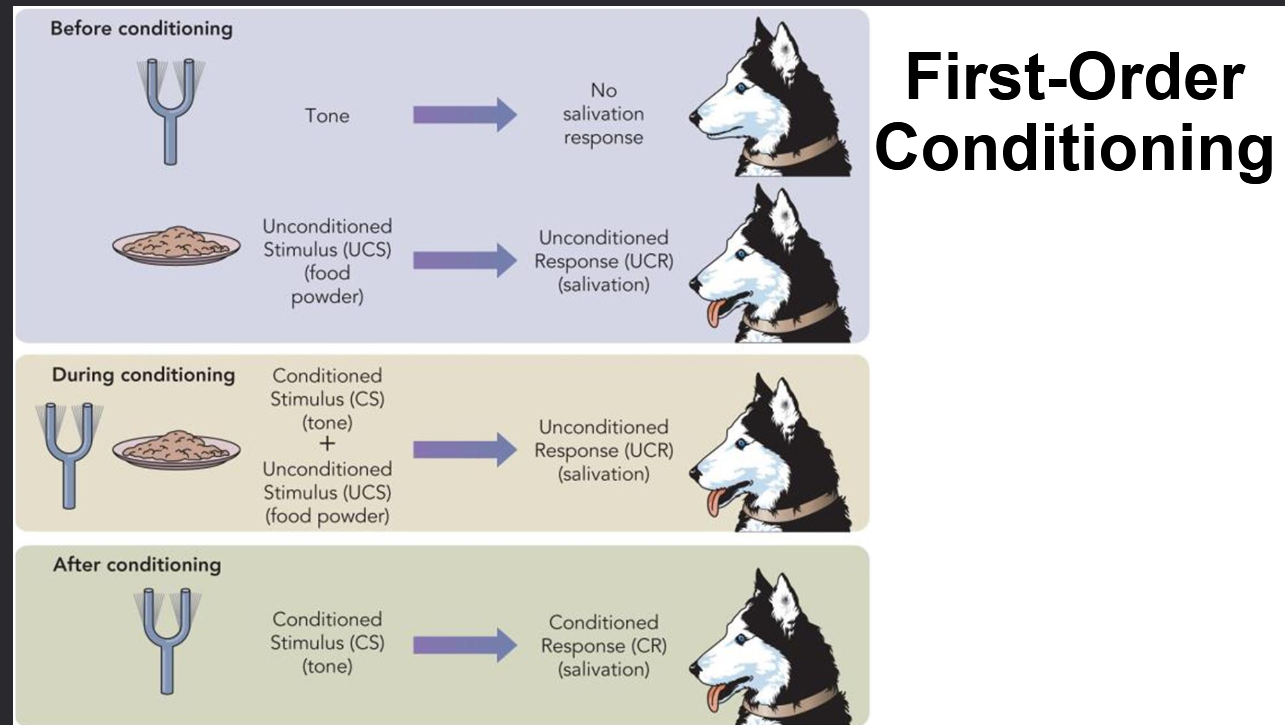 First-Order
Conditioning
Before conditioning
Tone
No
salivation
response
Unconditioned
Stimulus (UCS)
(food
powder)
Unconditioned
Response (UCR)
(salivation)
During conditioning
Conditioned
Stimulus (CS)
(tone)
+
Unconditioned
Stimulus (UCS)
(food powder)
Unconditioned
Response (UCR)
(salivation)
After conditioning
Conditioned
Stimulus (CS)
(tone)
Conditioned
Response (CR)
(salivation)